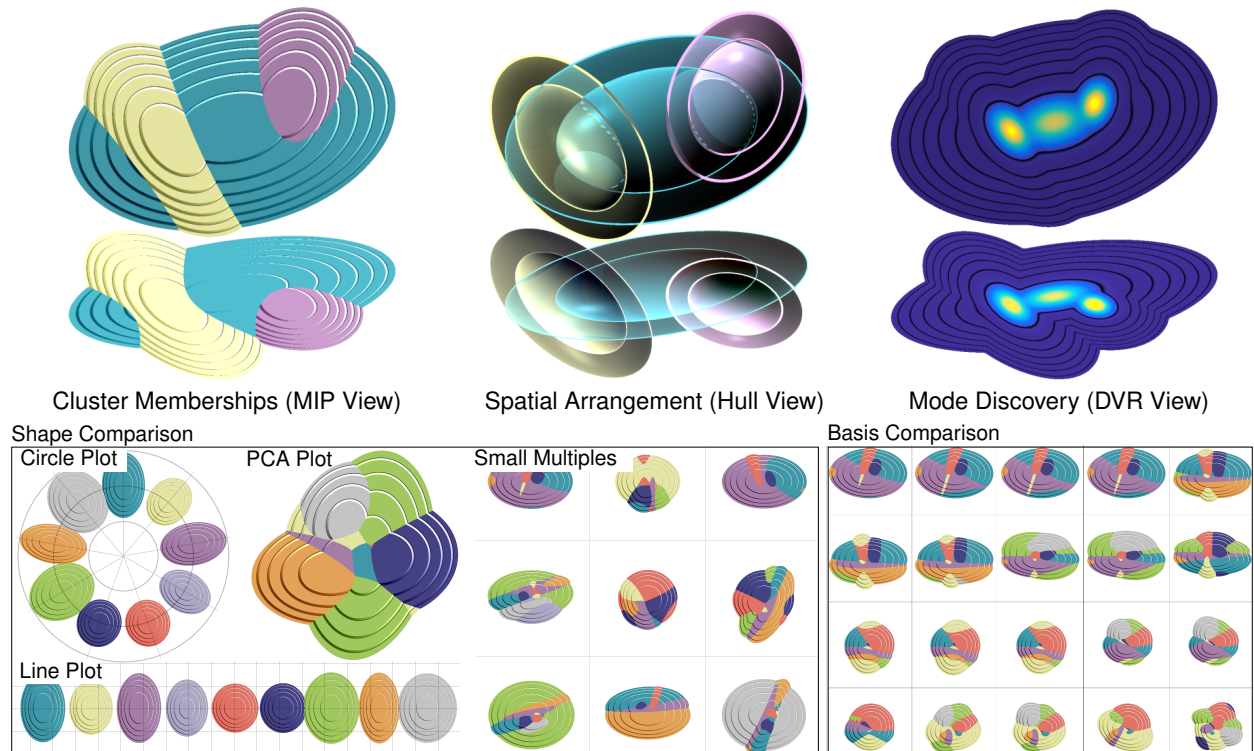 Cluster Memberships (MIP View)
Spatial Arrangement (Hull View)
Mode Discovery (DVR View)
Shape Comparison
Circle Plot
PCA Plot
Line Plot
Small Multiples
Basis Comparison